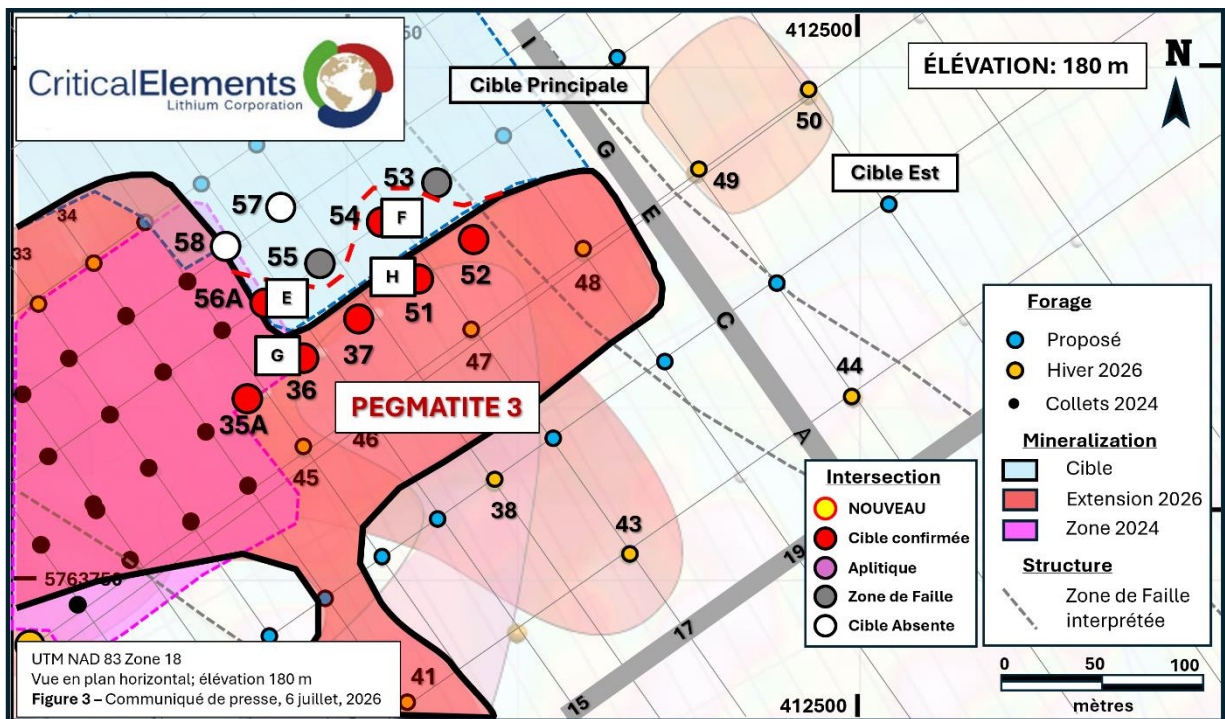 CriticalElements
Lithium Corporation
50
412500
ÉLÉVATION: 180 m
N
Cible Principale
Cible Est
I
G
E
C
A
50
49
53
57
54
F
34
58
55
52
33
H
48
56A
E
51
37
47
44
G
36
35A
PEGMATITE 3
46
45
38
43
5763750
19
17
15
41
412500
Forage
Proposé
Hiver 2026
Collets 2024
Mineralization
Cible
Extension 2026
Zone 2024
Structure
Zone de Faille
interprétée
0 50 100
mètres
Intersection
NOUVEAU
Cible confirmée
Aplitique
Zone de Faille
Cible Absente
UTM NAD 83 Zone 18
Vue en plan horizontal; élévation 180 m
Figure 3 – Communiqué de presse, 6 juillet, 2026